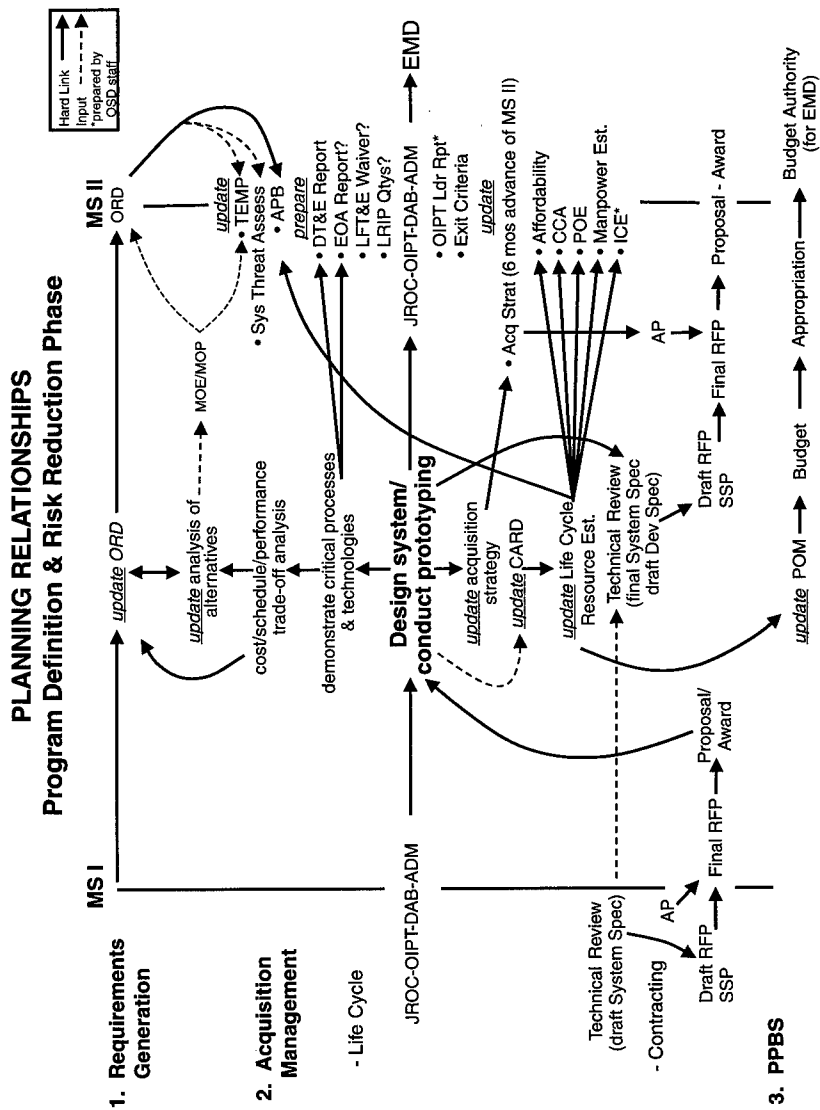 PLANNING RELATIONSHIPS
Program Definition & Risk Reduction Phase
Hard Link
Input
*prepared by
OSD staff
MS I
MS II
1. Requirements
Generation
update ORD
ORD
update analysis of
alternatives
MOE/MOP
cost/schedule/performance
trade-off analysis
demonstrate critical processes
& technologies
update
• TEMP
• Sys Threat Assess
• APB
prepare
• DT&E Report
• EOA Report?
• LFT&E Waiver?
• LRIP Qtys?
2. Acquisition
Management
- Life Cycle
JROC-OIPT-DAB-ADM
Design system/
conduct prototyping
JROC-OIPT-DAB-ADM
EMD
• OIPT Ldr Rpt*
• Exit Criteria
update
• Acq Strat (6 mos advance of MS II)
update acquisition
strategy
update CARD
update Life Cycle
Resource Est.
• Affordability
• CCA
• POE
• Manpower Est.
• ICE*
Technical Review
(draft System Spec)
Technical Review
(final System Spec
draft Dev Spec)
- Contracting
AP
Draft RFP
SSP
Final RFP
Proposal/
Award
AP
Draft RFP
SSP
Final RFP
Proposal - Award
3. PPBS
update POM
Budget
Appropriation
Budget Authority
(for EMD)